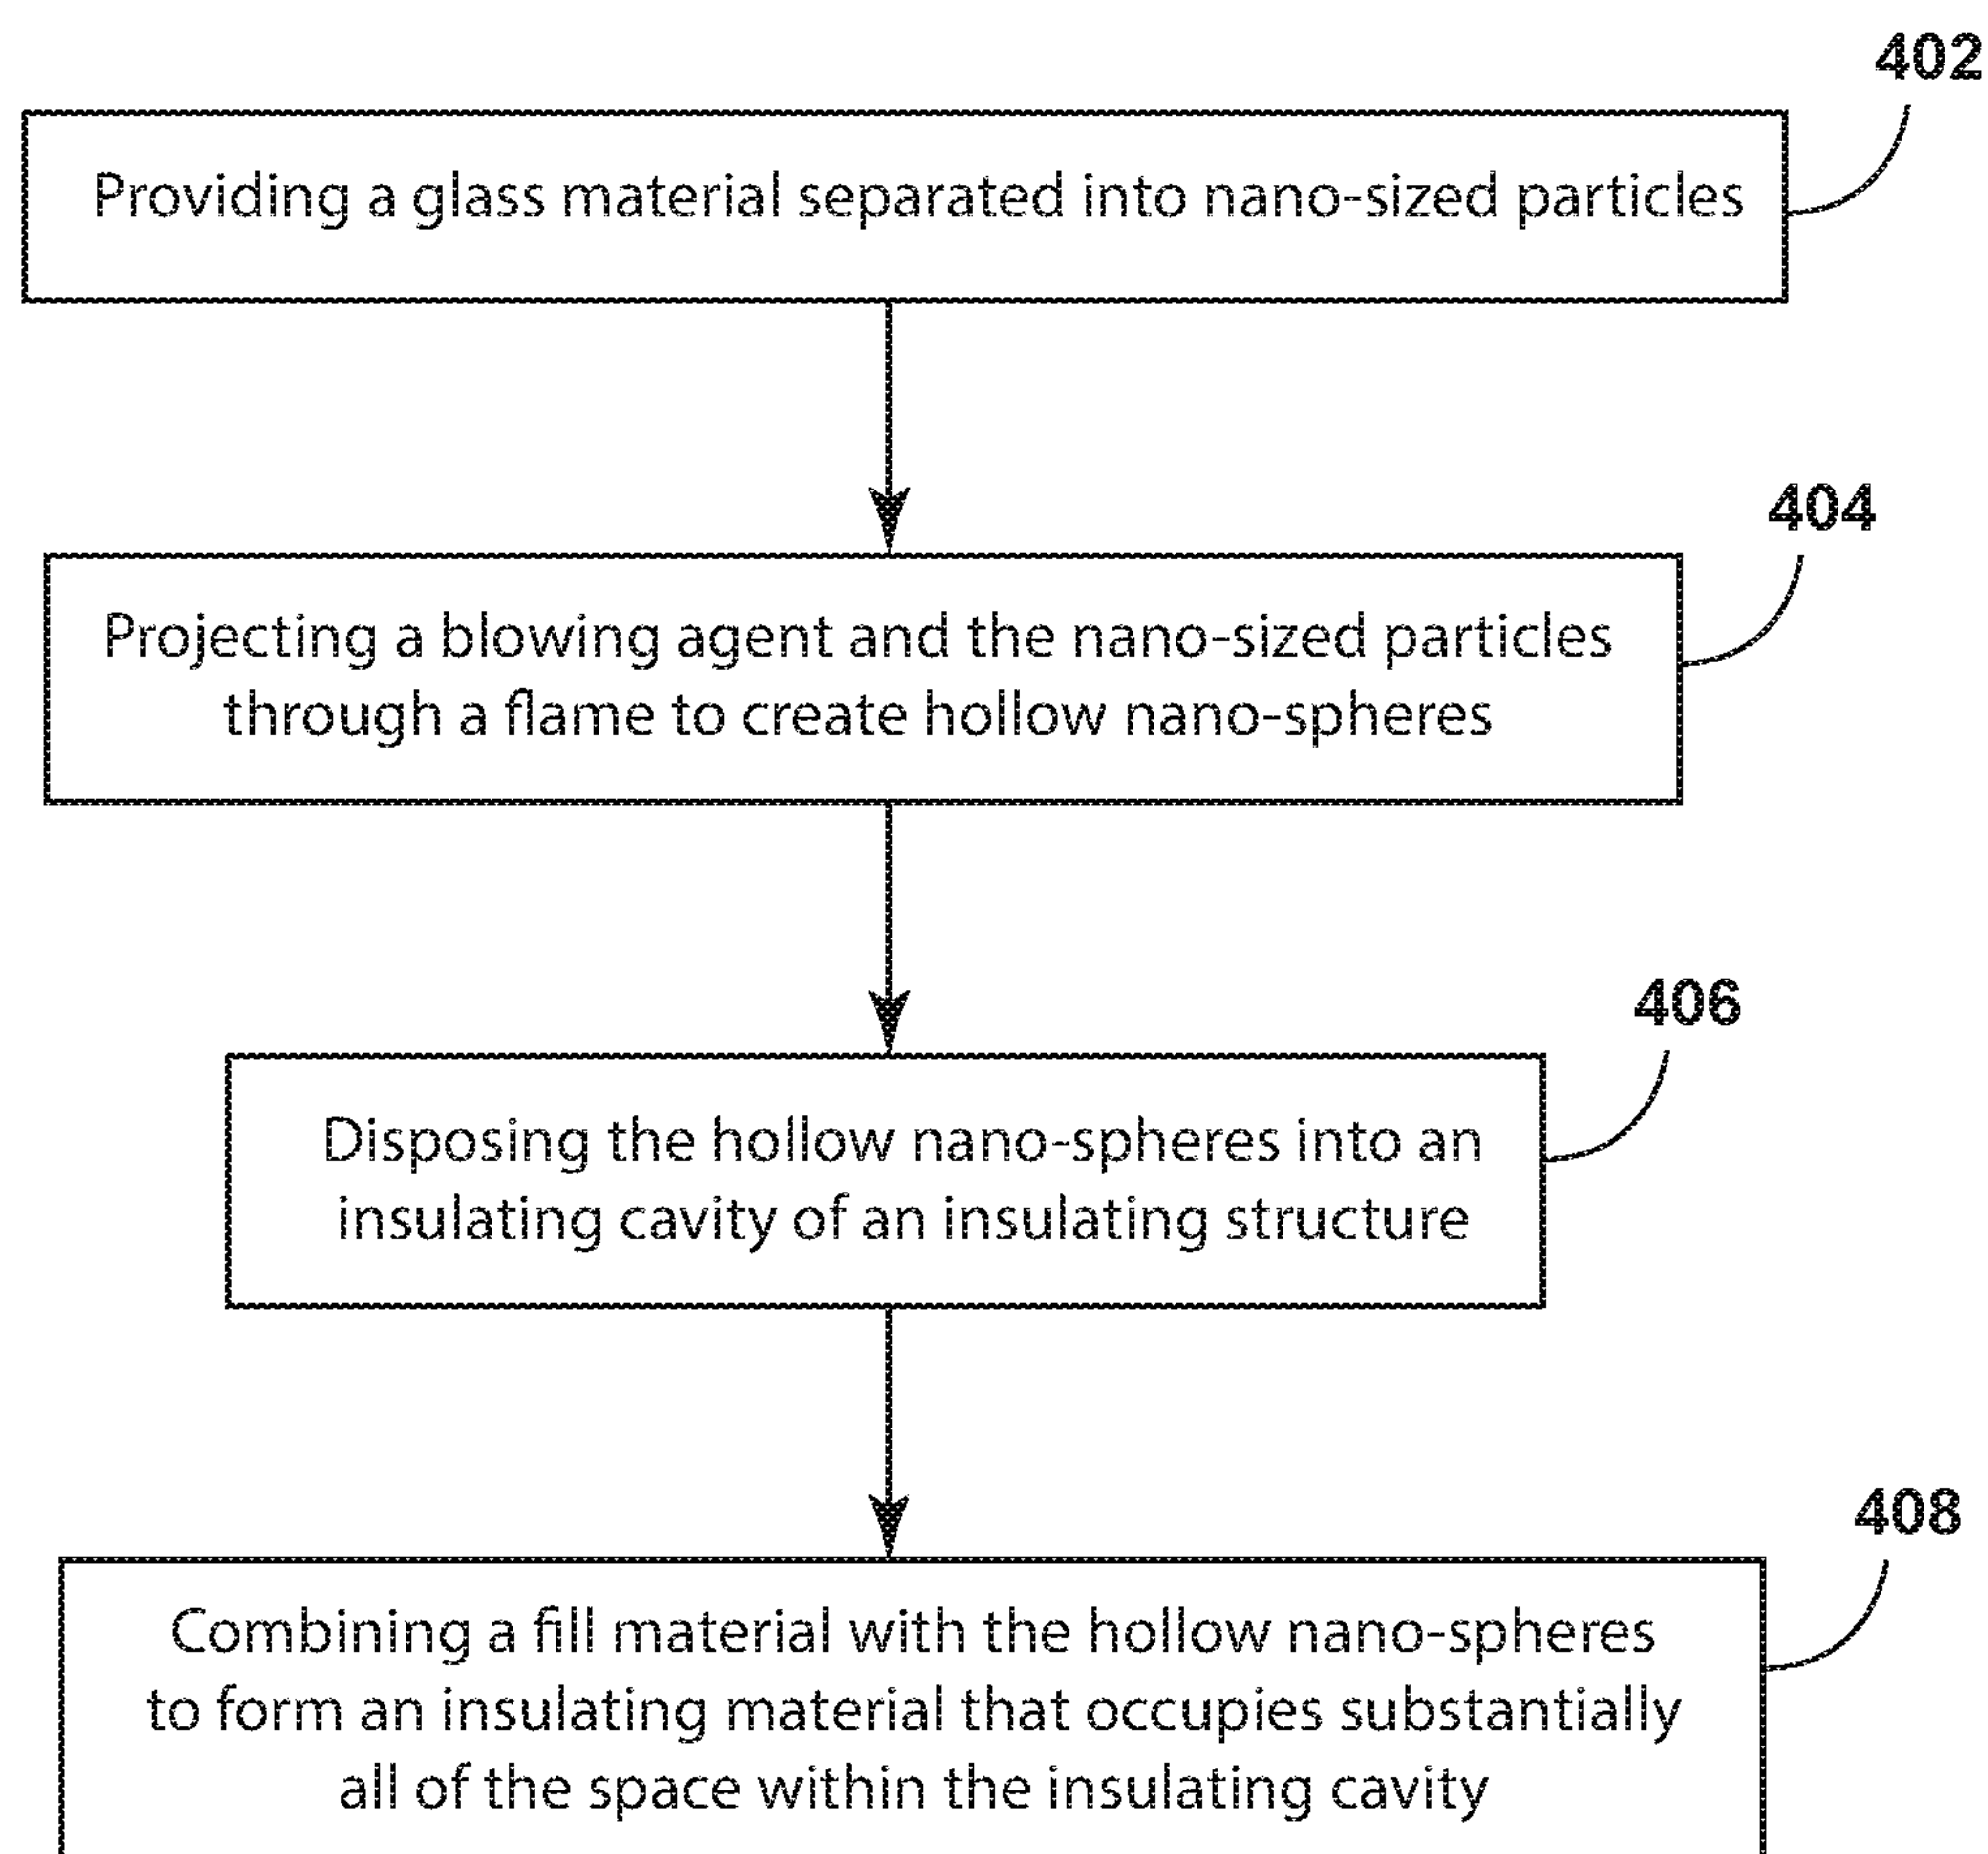 402
Providing a glass material separated into nano-sized particles
404
Projecting a blowing agent and the nano-sized particles
through a flame to create hollow nano-spheres
406
Disposing the hollow nano-spheres into an
insulating cavity of an insulating structure
408
Combining a fill material with the hollow nano-spheres
to form an insulating material that occupies substantially
all of the space within the insulating cavity